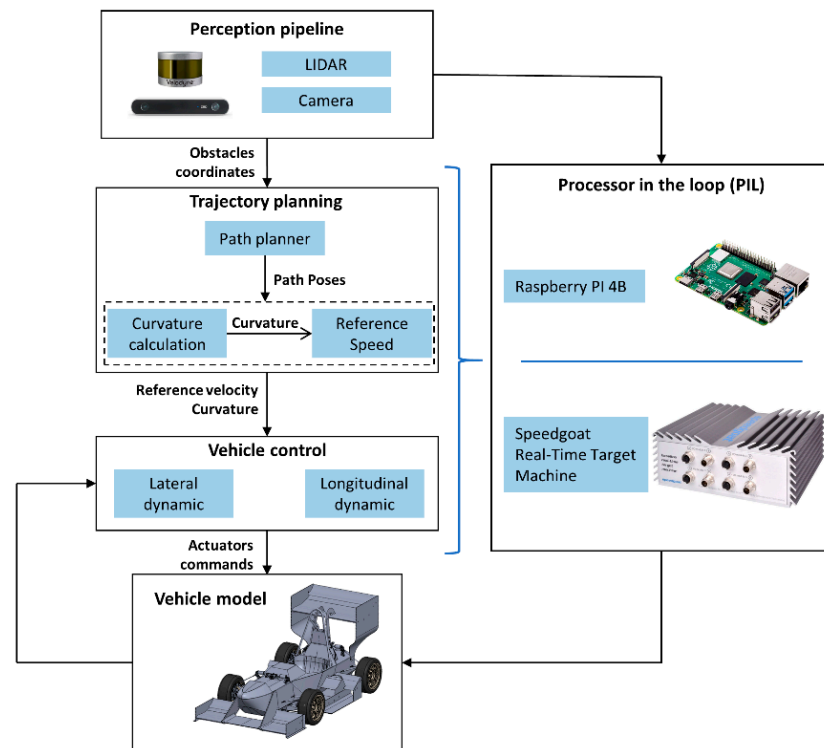 Perception pipeline
Velodyne
LIDAR
Camera
Obstacles
coordinates
Trajectory planning
Path planner
Path Poses
Curvature
calculation
Curvature
Reference
Speed
Reference velocity
Curvature
Vehicle control
Lateral
dynamic
Longitudinal
dynamic
Actuators
commands
Vehicle model
Processor in the loop (PIL)
Raspberry PI 4B
Speedgoat
Real-Time Target
Machine